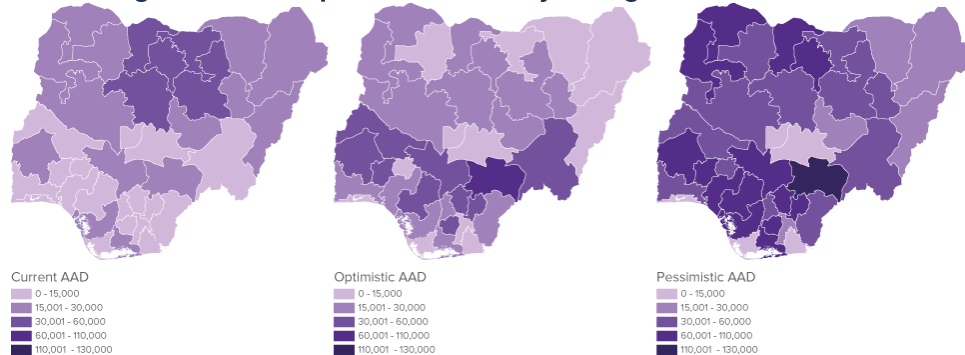 Current AAD
0 - 15,000
15,001 - 30,000
30,001 - 60,000
60,001 - 110,000
110,001 - 130,000
Optimistic AAD
0 - 15,000
15,001 - 30,000
30,001 - 60,000
60,001 - 110,000
110,001 - 130,000
Pessimistic AAD
0 - 15,000
15,001 - 30,000
30,001 - 60,000
60,001 - 110,000
110,001 - 130,000